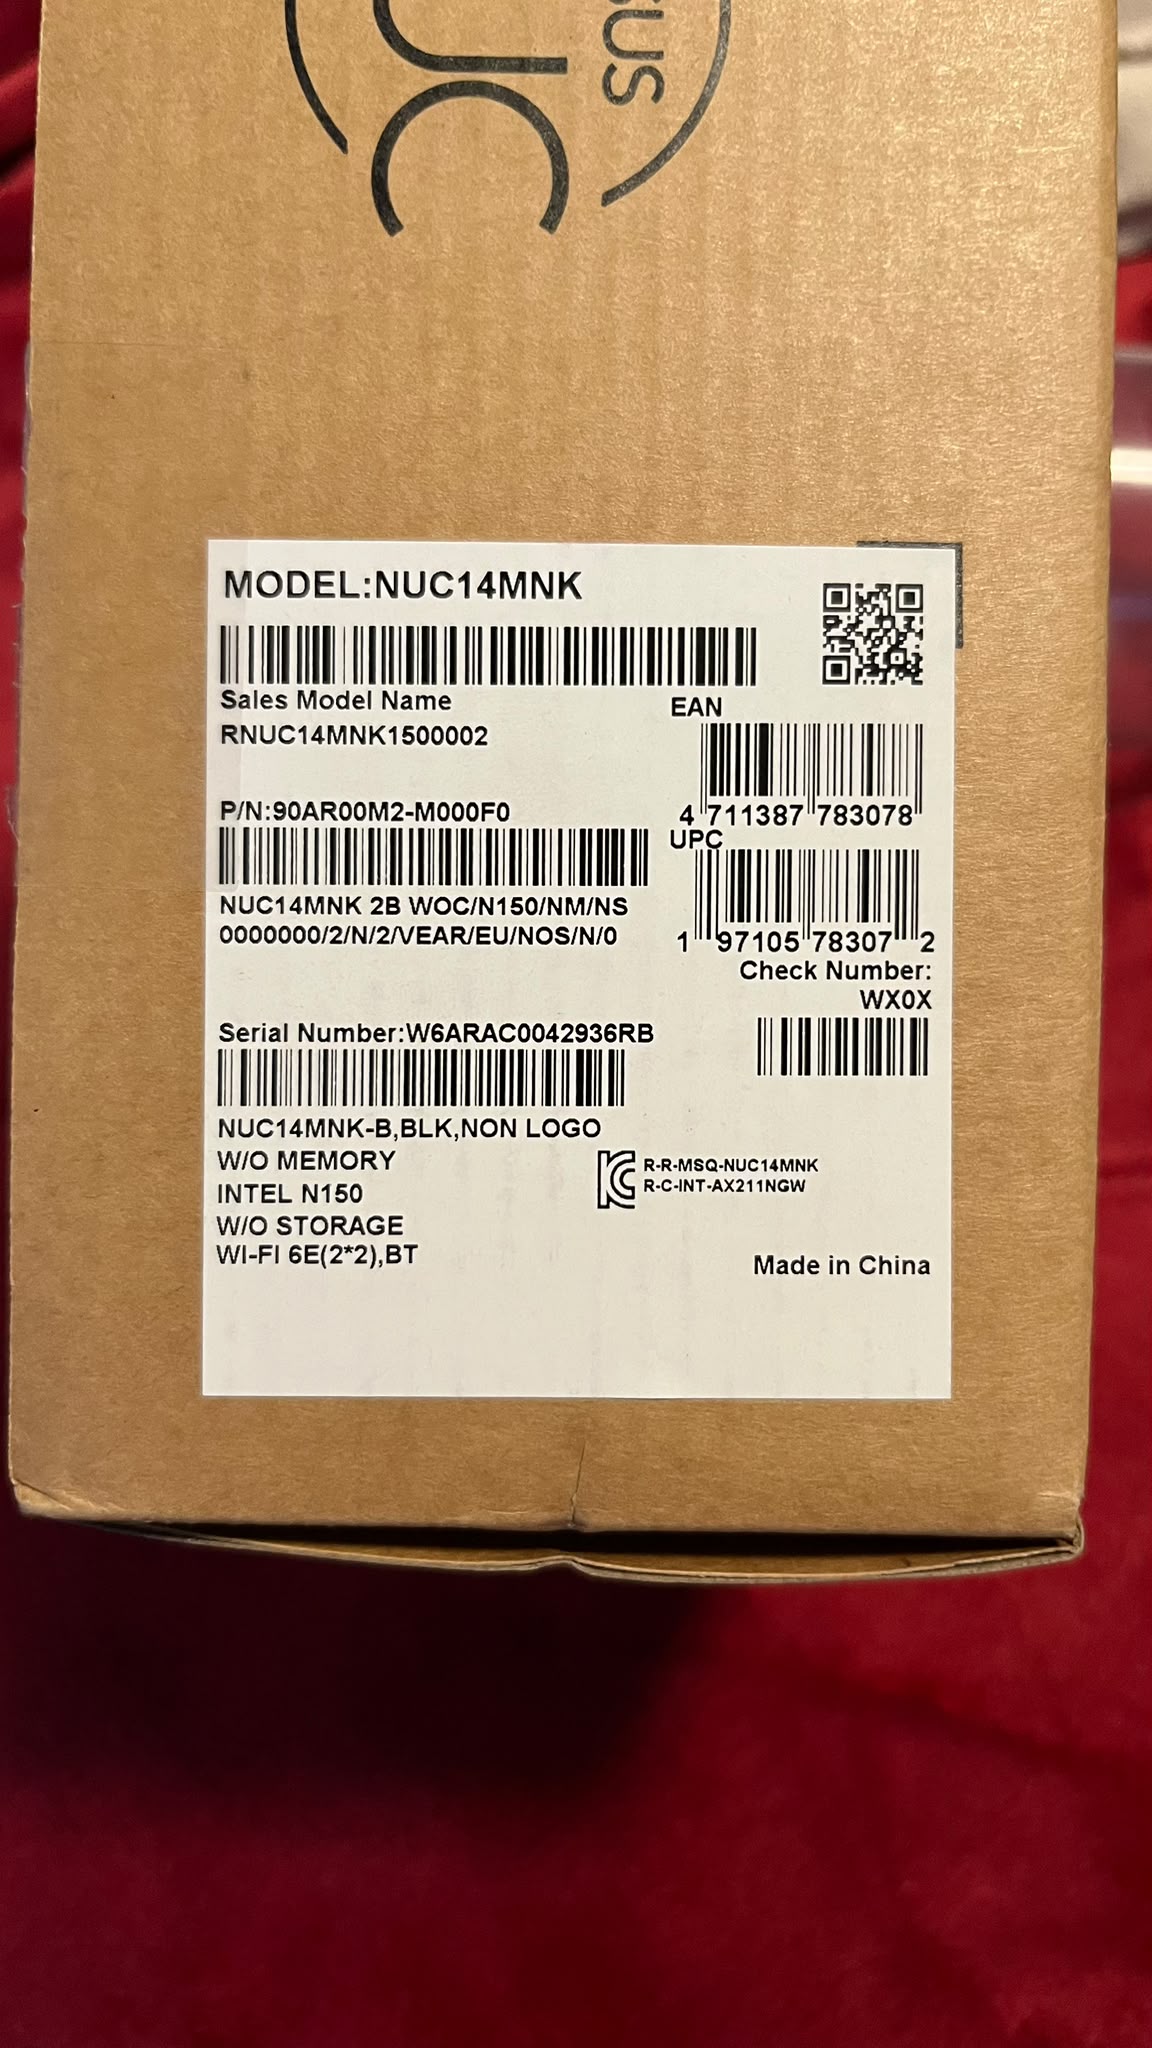 UC
SUS
MODEL:NUC14MNK
Sales Model Name
RNUC14MNK1500002
EAN
4 711387 783078
P/N:90AR00M2-M000F0
UPC
1 97105 78307 2
NUC14MNK 2B WOC/N150/NM/NS
0000000/2/N/2/VEAR/EU/NOS/N/0
Check Number:
WX0X
Serial Number:W6ARAC0042936RB
NUC14MNK-B,BLK,NON LOGO
W/O MEMORY
INTEL N150
W/O STORAGE
WI-FI 6E(2*2),BT
R-R-MSQ-NUC14MNK
R-C-INT-AX211NGW
Made in China